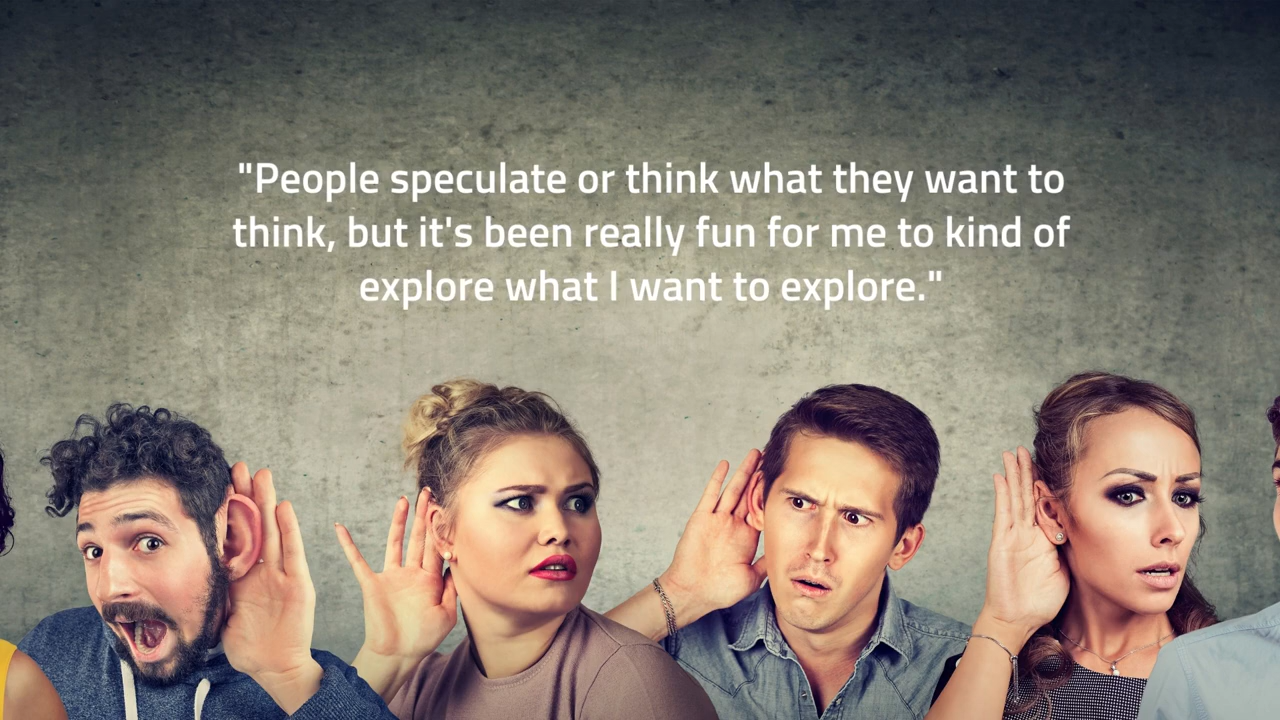 "People speculate or think what they want to
think, but it's been really fun for me to kind of
explore what I want to explore."